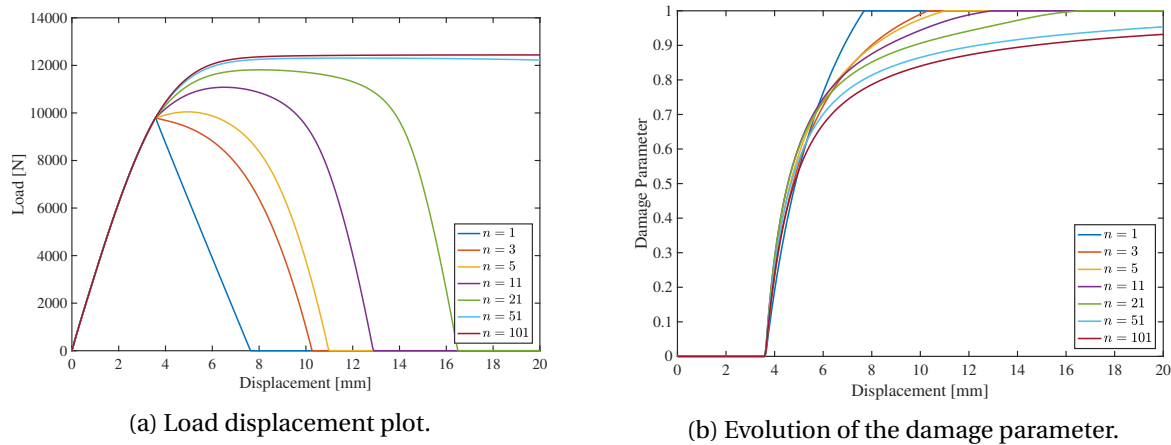 14000
12000
10000
8000
6000
4000
2000
0
Load [N]
0 2 4 6 8 10 12 14 16 18 20
Displacement [mm]
n = 1
n = 3
n = 5
n = 11
n = 21
n = 51
n = 101
(a) Load displacement plot.
1
0.9
0.8
0.7
0.6
0.5
0.4
0.3
0.2
0.1
0
Damage Parameter
0 2 4 6 8 10 12 14 16 18 20
Displacement [mm]
n = 1
n = 3
n = 5
n = 11
n = 21
n = 51
n = 101
(b) Evolution of the damage parameter.